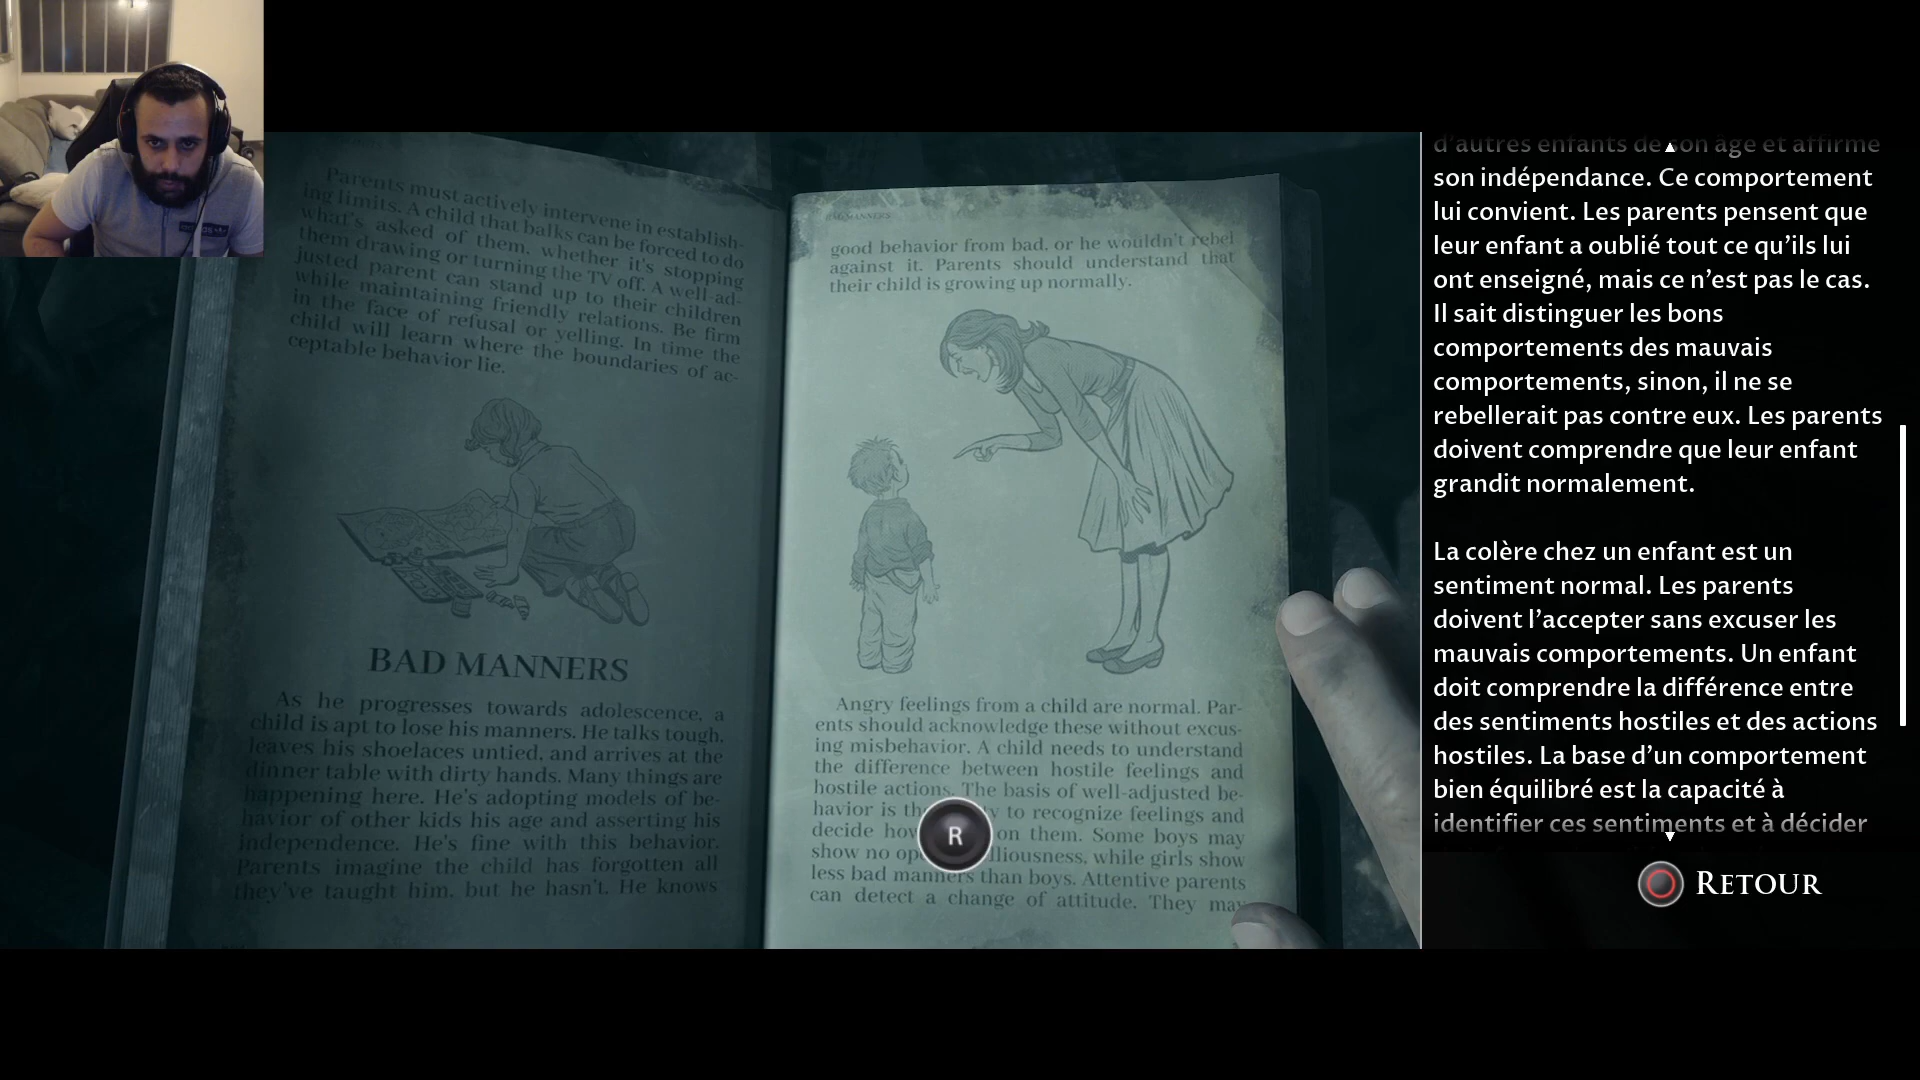 Parents must actively intervene in establish-
ing limits. A child that balks can be forced to do
what's asked of them, whether it's stopping
them drawing or turning the TV off. A well-ad-
justed parent can stand up to their children
while maintaining friendly relations. Be firm
in the face of refusal or yelling. In time the
child will learn where the boundaries of ac-
ceptable behavior lie.
BAD MANNERS
As he progresses towards adolescence, a
child is apt to lose his manners. He talks tough,
leaves his shoelaces untied, and arrives at the
dinner table with dirty hands. Many things are
happening here. He's adopting models of be-
havior of other kids his age and asserting his
independence. He's fine with this behavior.
Parents imagine the child has forgotten all
they've taught him, but he hasn't. He knows
MANNERS
good behavior from bad, or he wouldn't rebel
against it. Parents should understand that
their child is growing up normally.
Angry feelings from a child are normal. Par-
ents should acknowledge these without excus-
ing misbehavior. A child needs to understand
the difference between hostile feelings and
hostile actions. The basis of well-adjusted be-
havior is to recognize feelings and
decide on them. Some boys may
show no while girls show
less bad manners than boys. Attentive parents
can detect a change of attitude. They may
R
d'autres enfants de son âge et affirme
son indépendance. Ce comportement
lui convient. Les parents pensent que
leur enfant a oublié tout ce qu'ils lui
ont enseigné, mais ce n'est pas le cas.
Il sait distinguer les bons
comportements des mauvais
comportements, sinon, il ne se
rebellerait pas contre eux. Les parents
doivent comprendre que leur enfant
grandit normalement.
La colère chez un enfant est un
sentiment normal. Les parents
doivent l'accepter sans excuser les
mauvais comportements. Un enfant
doit comprendre la différence entre
des sentiments hostiles et des actions
hostiles. La base d'un comportement
bien équilibré est la capacité à
identifier ces sentiments et à décider
RETOUR